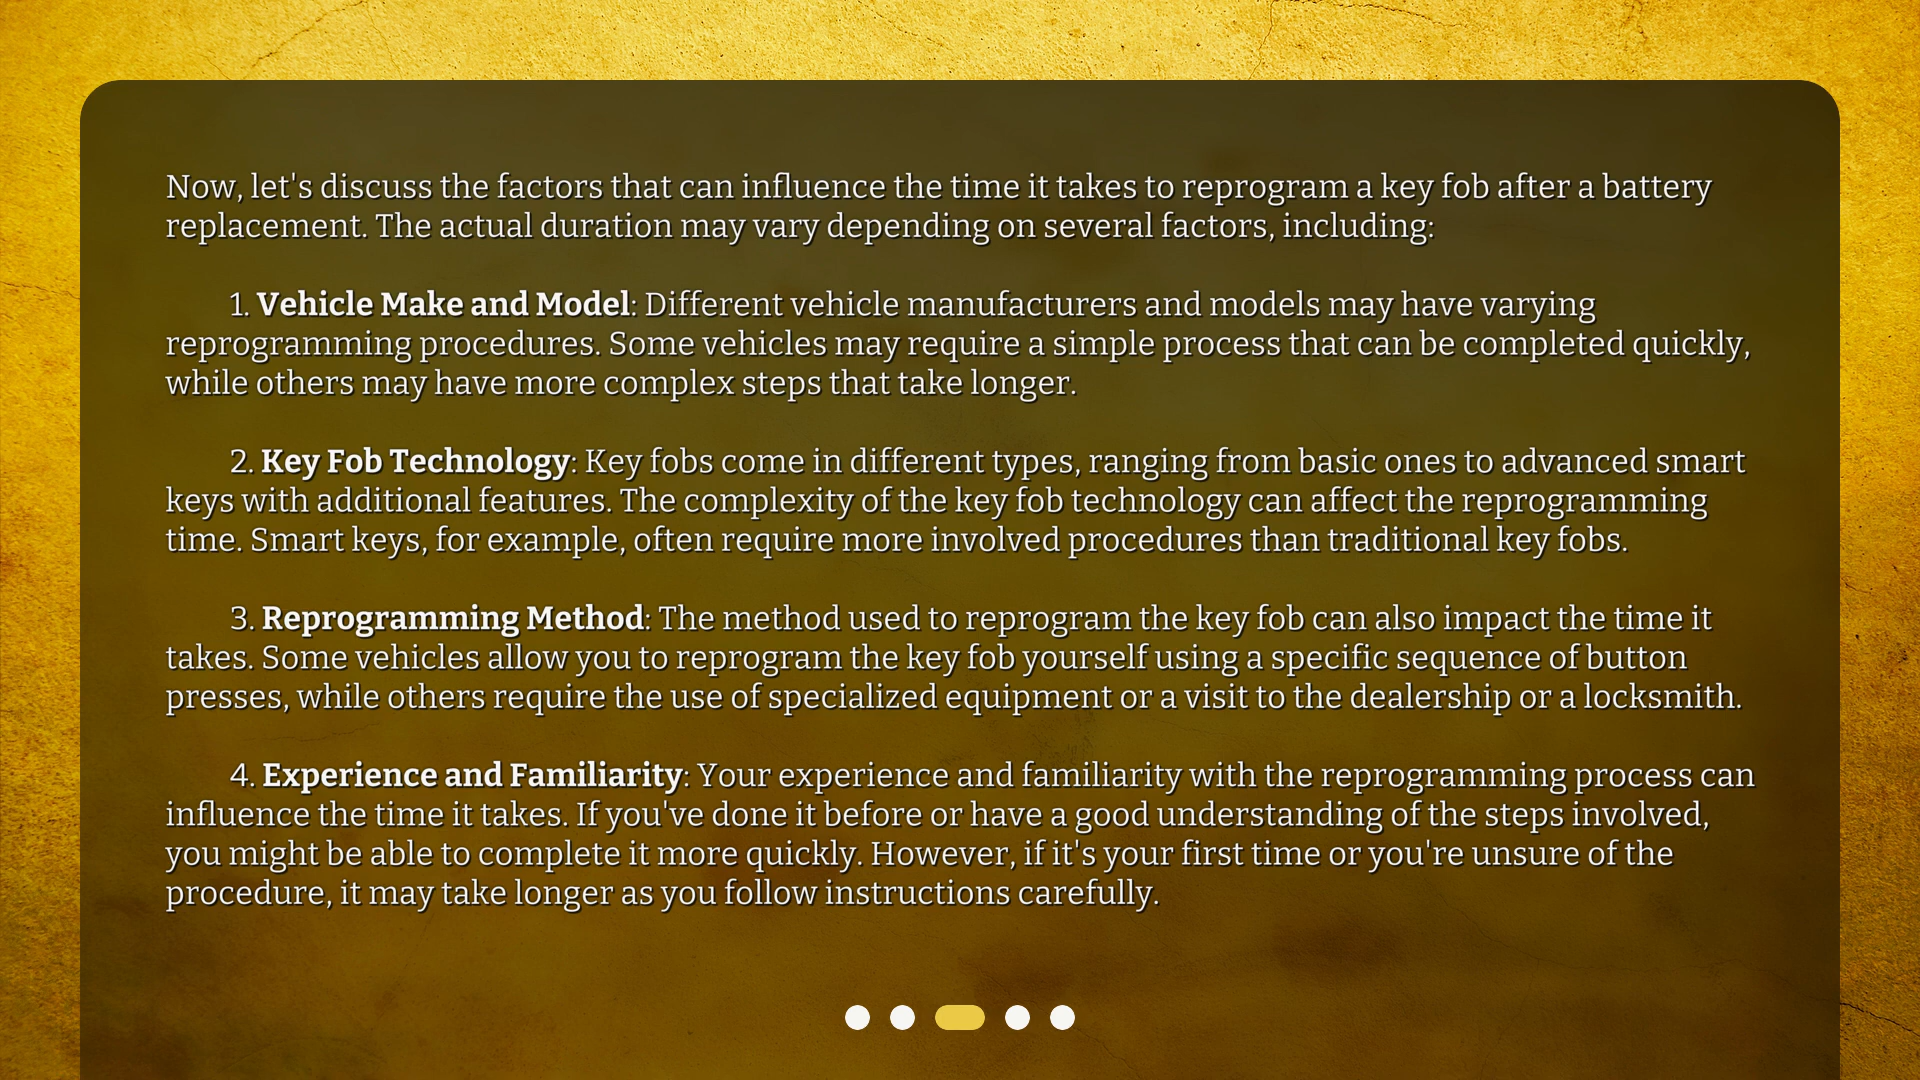 Now, let's discuss the factors that can influence the time it takes to reprogram a key fob after a battery
replacement. The actual duration may vary depending on several factors, including:
1. Vehicle Make and Model: Different vehicle manufacturers and models may have varying
reprogramming procedures. Some vehicles may require a simple process that can be completed quickly,
while others may have more complex steps that take longer.
2. Key Fob Technology: Key fobs come in different types, ranging from basic ones to advanced smart
keys with additional features. The complexity of the key fob technology can affect the reprogramming
time. Smart keys, for example, often require more involved procedures than traditional key fobs.
3. Reprogramming Method: The method used to reprogram the key fob can also impact the time it
takes. Some vehicles allow you to reprogram the key fob yourself using a specific sequence of button
presses, while others require the use of specialized equipment or a visit to the dealership or a locksmith.
4. Experience and Familiarity: Your experience and familiarity with the reprogramming process can
influence the time it takes. If you've done it before or have a good understanding of the steps involved,
you might be able to complete it more quickly. However, if it's your first time or you're unsure of the
procedure, it may take longer as you follow instructions carefully.